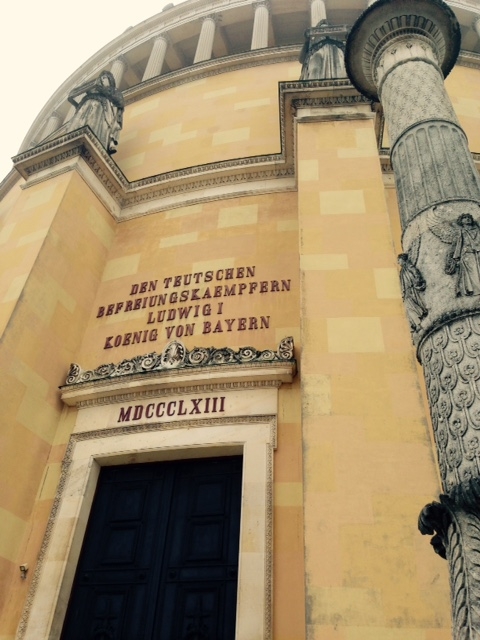 DEN TEUTSCHEN
BEFREIUNGSKAEMPFERN
LUDWIG I
KOENIG VON BAYERN
MDCCCLXIII